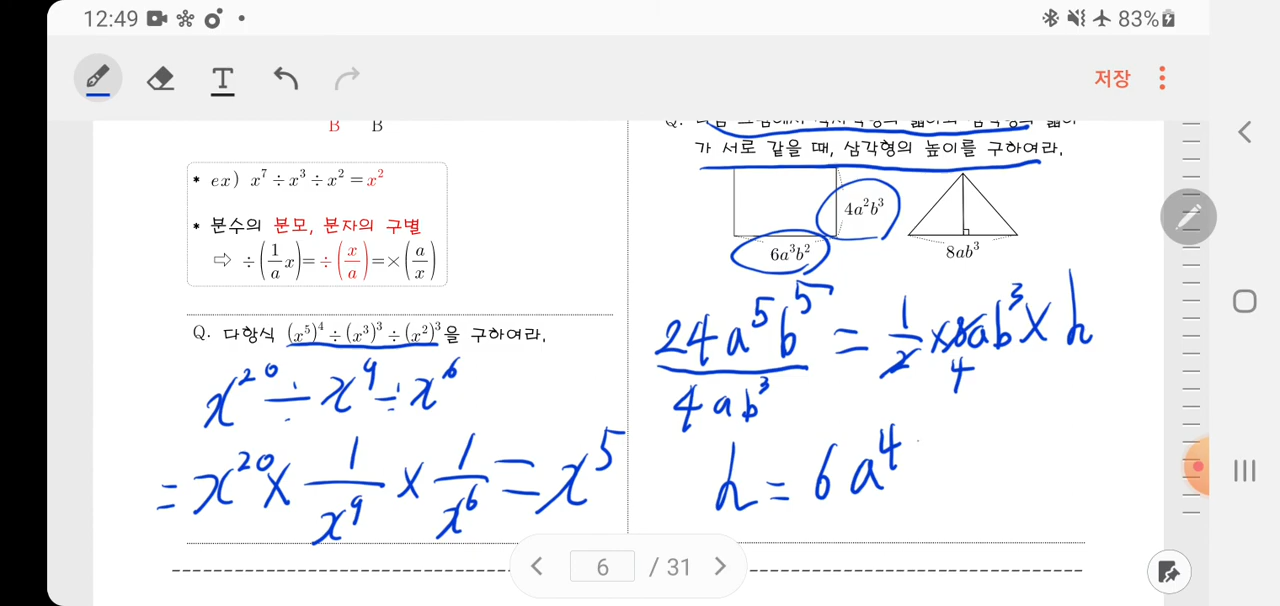 12:49 83%
T 저장
B B
* ex) x⁷ ÷ x³ ÷ x² = x²
* 분수의 분모, 분자의 구별
⇨ ÷(1/a x) = ÷(x/a) = ×(a/x)
Q. 다항식 (x⁵)⁴ ÷ (x³)³ ÷ (x²)³을 구하여라.
x²⁰ ÷ x⁹ ÷ x⁶
= x²⁰ × 1/x⁹ × 1/x⁶ = x⁵
가 서로 같을 때, 삼각형의 높이를 구하여라.
4a²b³
6a³b²
8ab³
24a⁵b⁵ = 1/2 × 8ab³ × h
4ab³ 4
h = 6a⁴
6 / 31